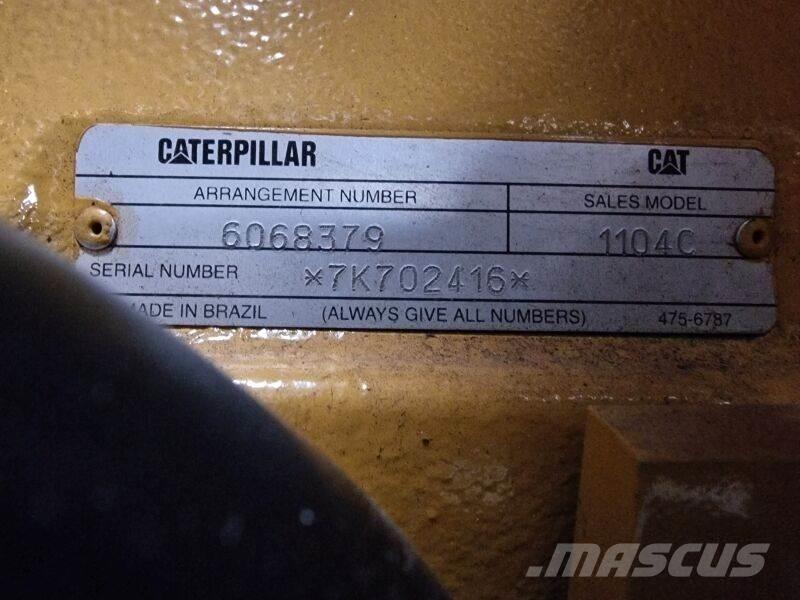 CATERPILLAR CAT
ARRANGEMENT NUMBER SALES MODEL
6068379 1104C
SERIAL NUMBER *7K702416*
MADE IN BRAZIL (ALWAYS GIVE ALL NUMBERS) 475-6787
MASCUS